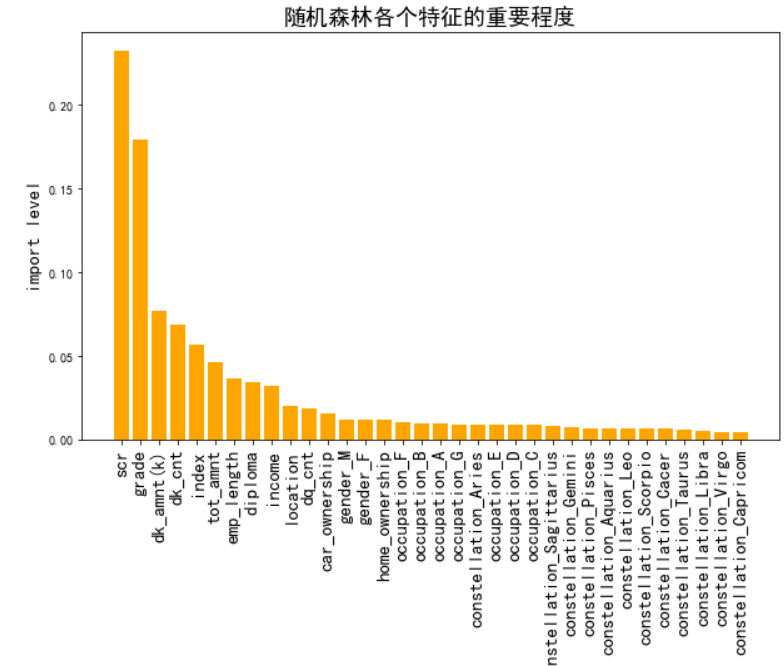 随机森林各个特征的重要程度
import level
0.20
0.15
0.10
0.05
0.00
scr
grade
dk_amnt(k)
dk_cnt
index
tot_amnt
emp_length
diploma
income
location
dq_cnt
car_ownership
gender_M
gender_F
home_ownership
occupation_F
occupation_B
occupation_A
occupation_G
constellation_Aries
occupation_E
occupation_D
occupation_C
nstellation_Sagittarius
constellation_Gemini
constellation_Pisces
constellation_Aquarius
constellation_Leo
constellation_Scorpio
constellation_Cacer
constellation_Taurus
constellation_Libra
constellation_Virgo
constellation_Capricom